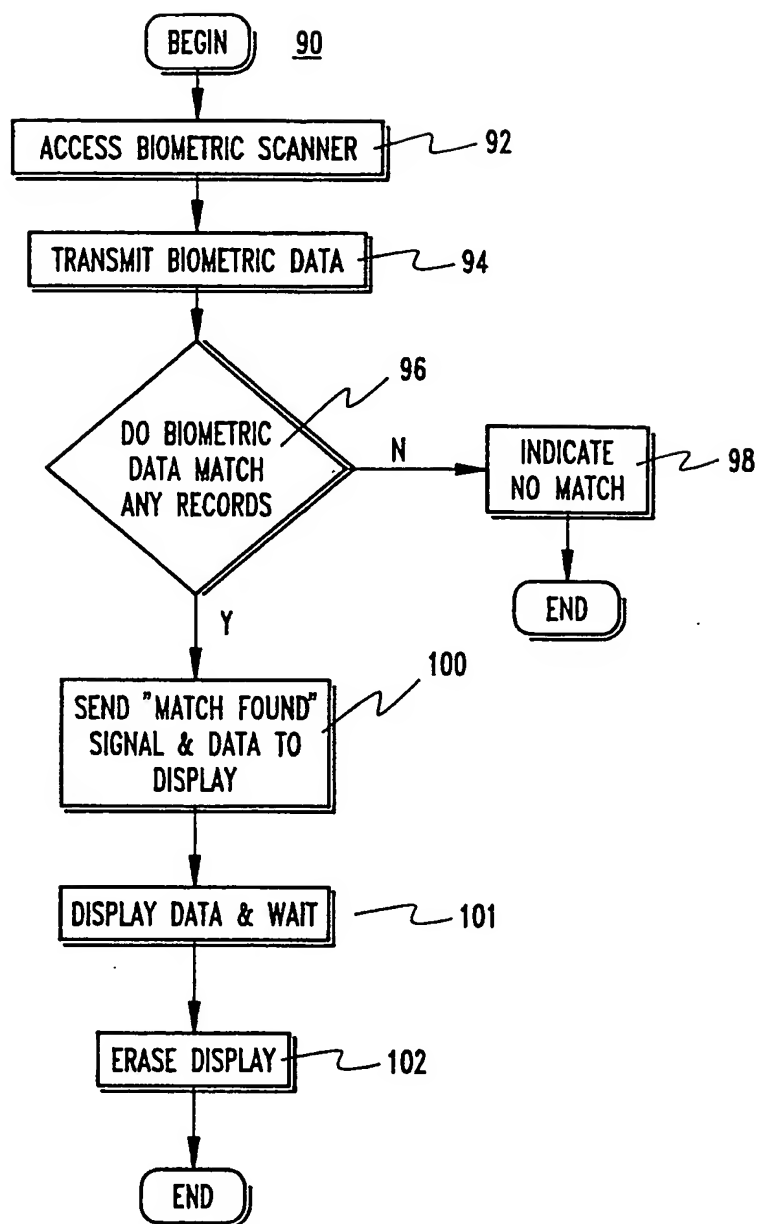 BEGIN
90
ACCESS BIOMETRIC SCANNER
92
TRANSMIT BIOMETRIC DATA
94
96
DO BIOMETRIC
DATA MATCH
ANY RECORDS
N
INDICATE
NO MATCH
98
END
Y
100
SEND "MATCH FOUND"
SIGNAL & DATA TO
DISPLAY
DISPLAY DATA & WAIT
101
ERASE DISPLAY
102
END